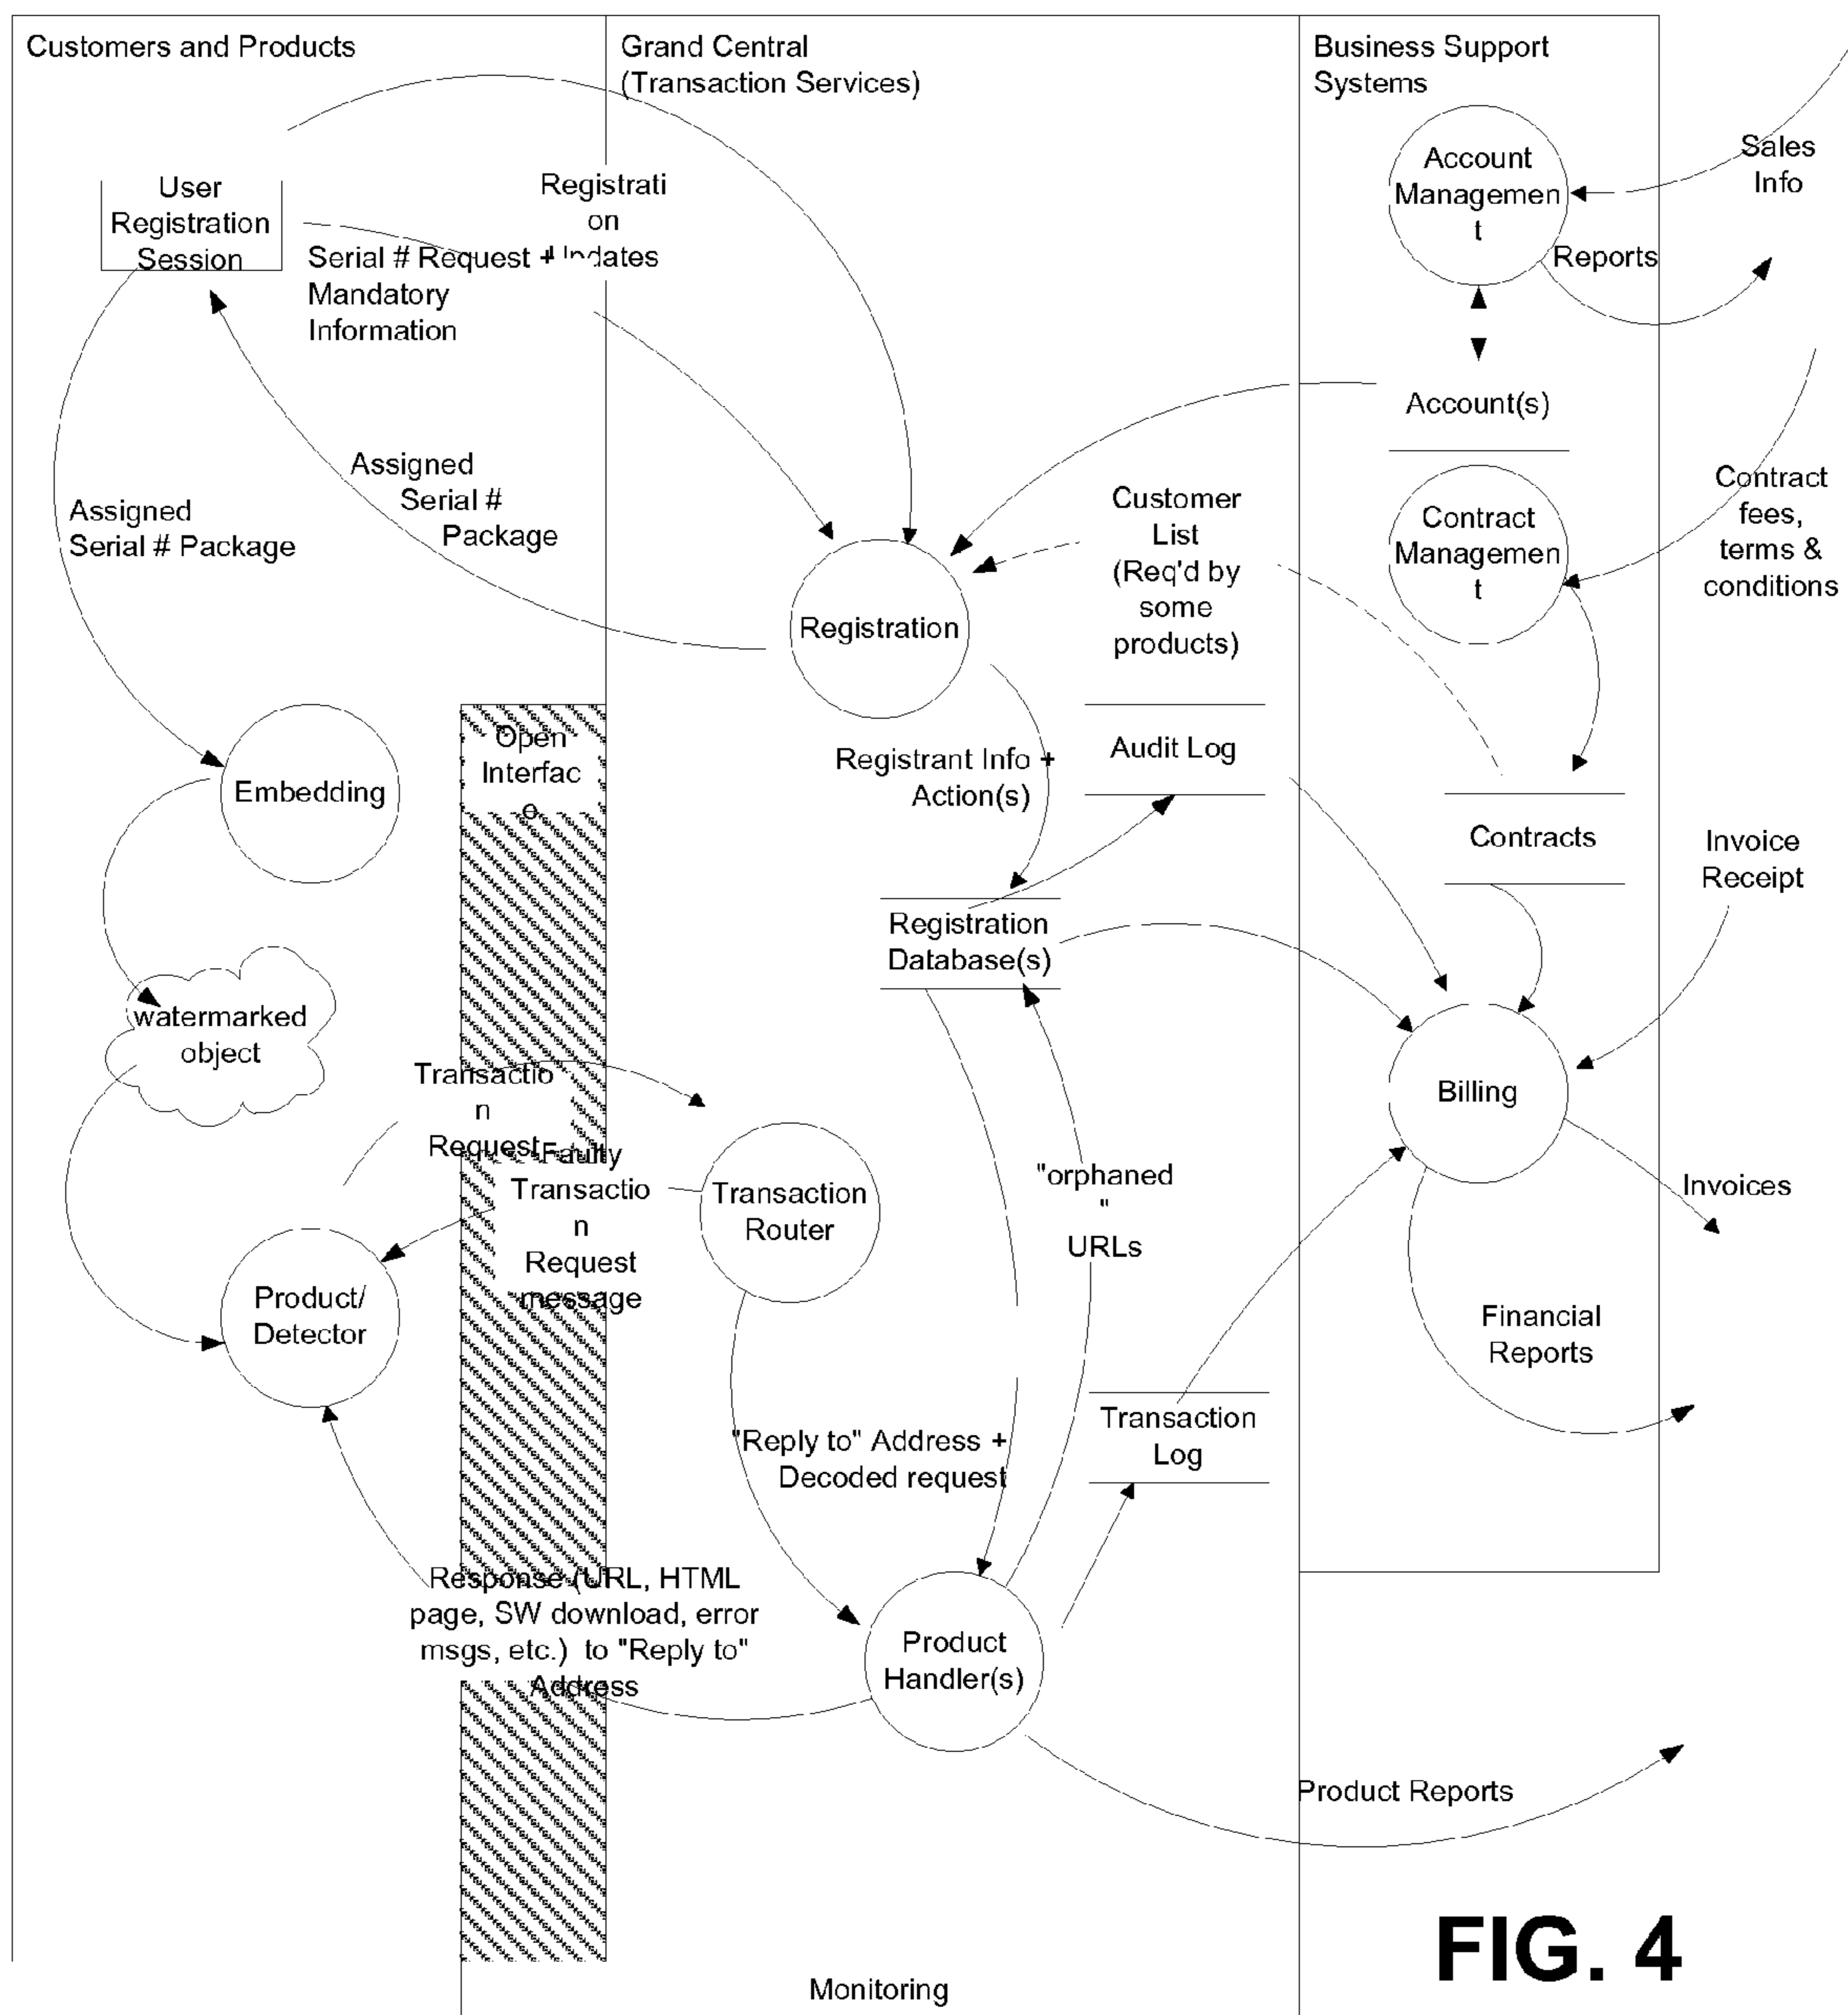 Customers and Products
Grand Central
(Transaction Services)
Business Support
Systems
User
Registration
Session
Registrati
on
Updates
Serial # Request +
Mandatory
Information
Account
Managemen
t
Sales
Info
Reports
Account(s)
Assigned
Serial #
Package
Assigned
Serial # Package
Customer
List
(Req'd by
some
products)
Contract
Managemen
t
Contract
fees,
terms &
conditions
Registration
Open
Interfac
e
Embedding
Registrant Info +
Action(s)
Audit Log
Contracts
Invoice
Receipt
Registration
Database(s)
watermarked
object
Transactio
n
Request
Faulty
Transactio
n
Request
message
Transaction
Router
"orphaned
"
URLs
Billing
Invoices
Product/
Detector
Financial
Reports
Transaction
Log
"Reply to" Address +
Decoded request
Response (URL, HTML
page, SW download, error
msgs, etc.) to "Reply to"
Address
Product
Handler(s)
Product Reports
FIG. 4
Monitoring